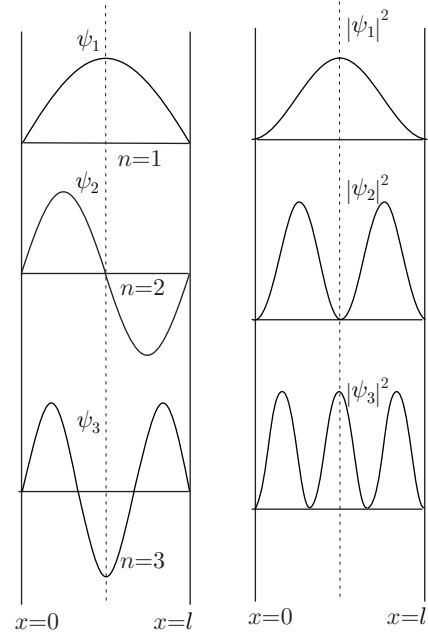 ψ₁
n=1
ψ₂
n=2
ψ₃
n=3
x=0 x=l
|ψ₁|²
|ψ₂|²
|ψ₃|²
x=0 x=l